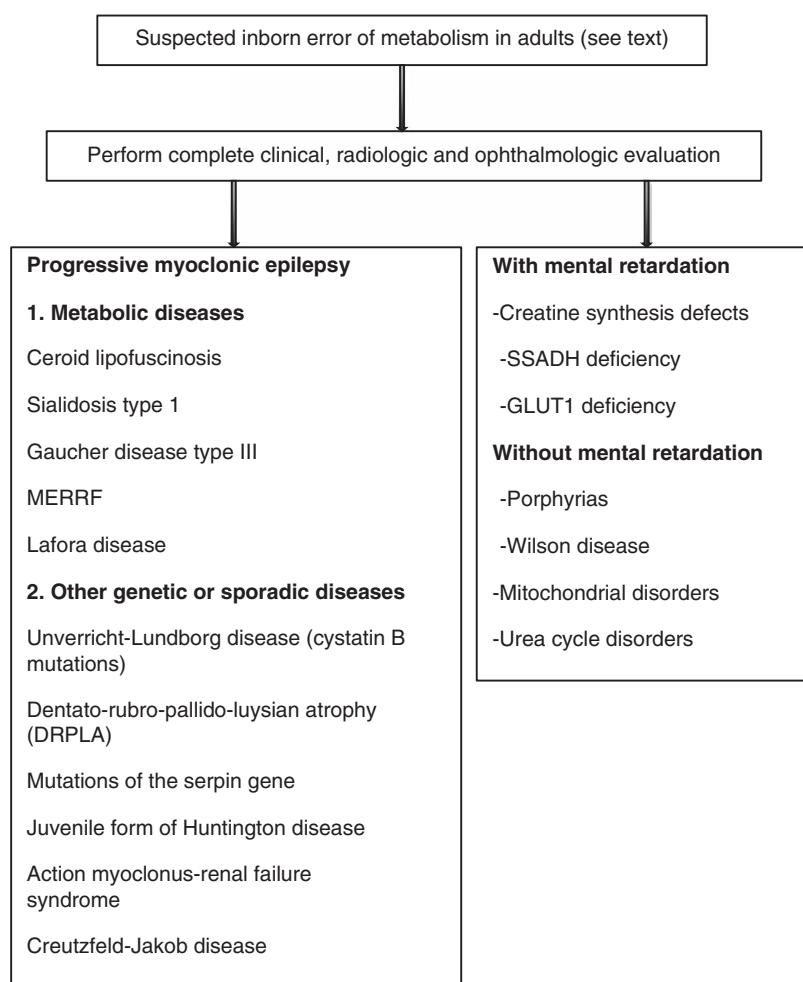 Suspected inborn error of metabolism in adults (see text)
Perform complete clinical, radiologic and ophthalmologic evaluation
Progressive myoclonic epilepsy
1. Metabolic diseases
Ceroid lipofuscinosis
Sialidosis type 1
Gaucher disease type III
MERRF
Lafora disease
2. Other genetic or sporadic diseases
Unverricht-Lundborg disease (cystatin B
mutations)
Dentato-rubro-pallido-luysian atrophy
(DRPLA)
Mutations of the serpin gene
Juvenile form of Huntington disease
Action myoclonus-renal failure
syndrome
Creutzfeld-Jakob disease
With mental retardation
-Creatine synthesis defects
-SSADH deficiency
-GLUT1 deficiency
Without mental retardation
-Porphyrias
-Wilson disease
-Mitochondrial disorders
-Urea cycle disorders